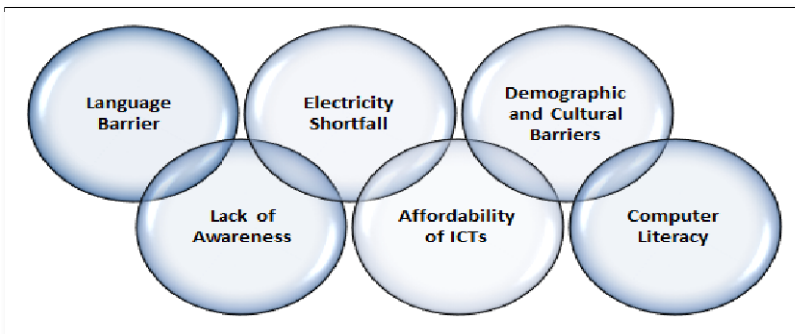 Language
Barrier
Electricity
Shortfall
Demographic
and Cultural
Barriers
Lack of
Awareness
Affordability
of ICTs
Computer
Literacy